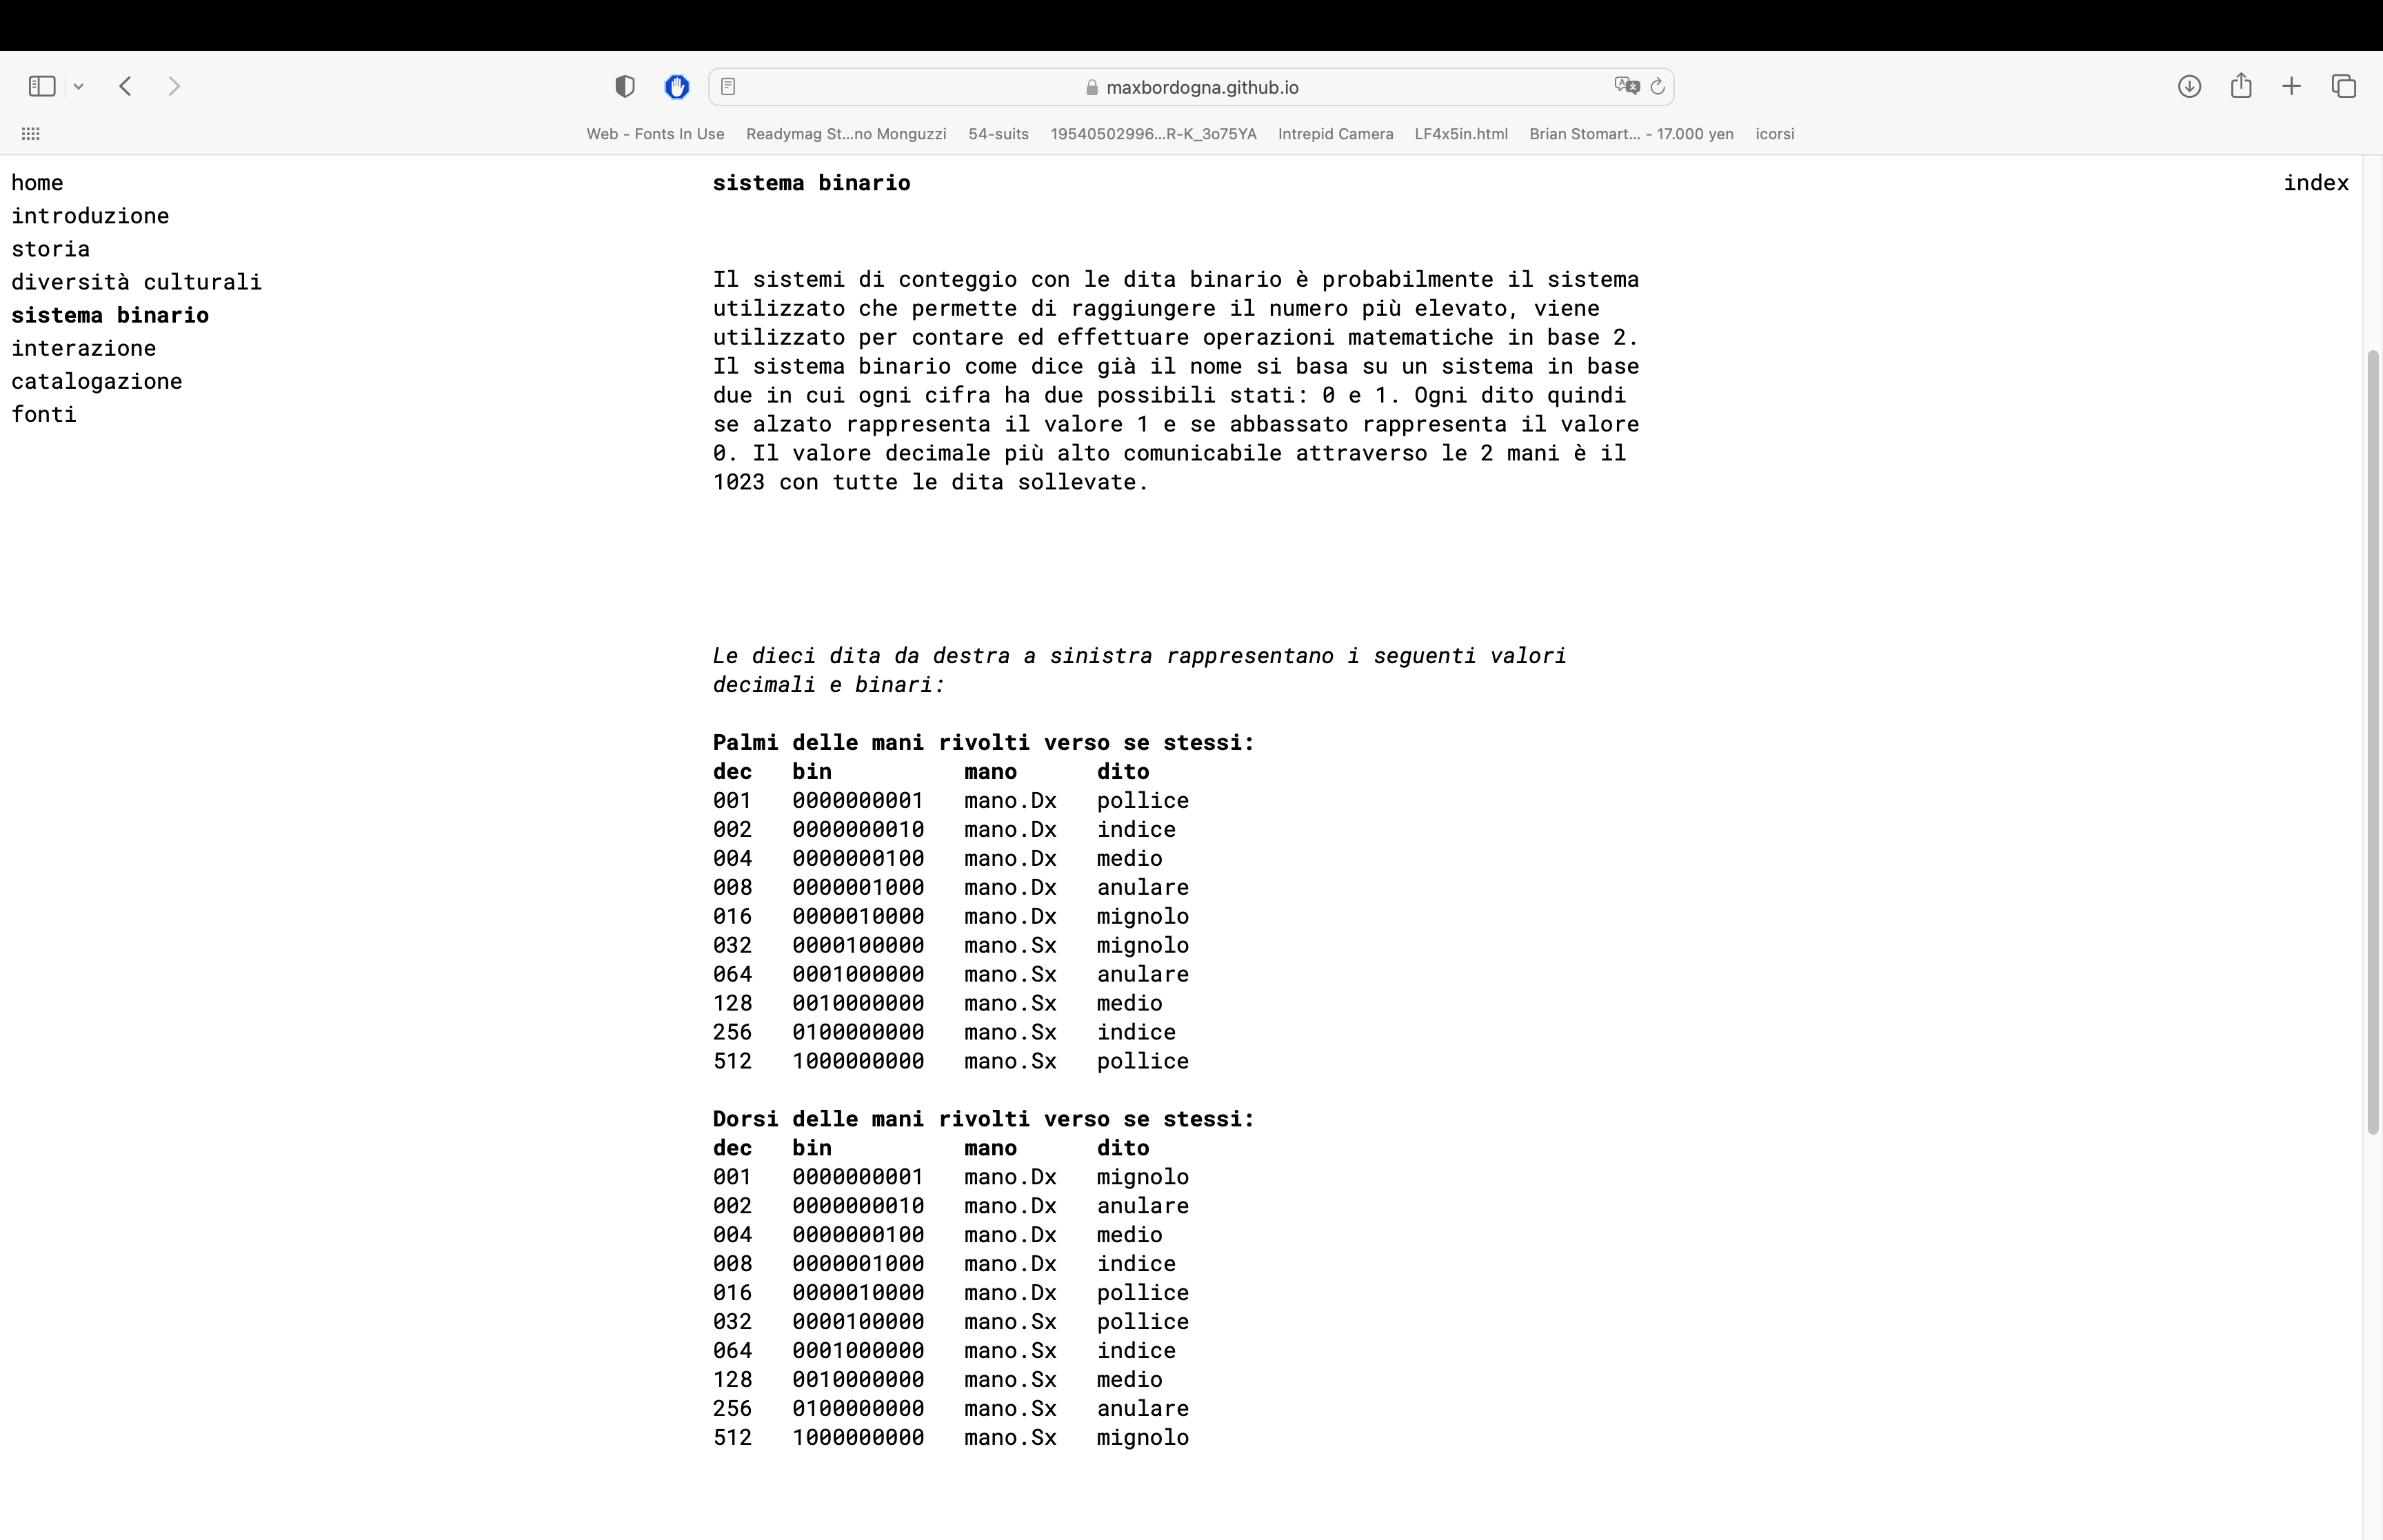 maxbordogna.github.io
Web - Fonts In Use Readymag St...no Monguzzi 54-suits 19540502996...R-K_3o75YA Intrepid Camera LF4x5in.html Brian Stomart... - 17.000 yen icorsi
home
introduzione
storia
diversità culturali
sistema binario
interazione
catalogazione
fonti
sistema binario
index
Il sistemi di conteggio con le dita binario è probabilmente il sistema
utilizzato che permette di raggiungere il numero più elevato, viene
utilizzato per contare ed effettuare operazioni matematiche in base 2.
Il sistema binario come dice già il nome si basa su un sistema in base
due in cui ogni cifra ha due possibili stati: 0 e 1. Ogni dito quindi
se alzato rappresenta il valore 1 e se abbassato rappresenta il valore
0. Il valore decimale più alto comunicabile attraverso le 2 mani è il
1023 con tutte le dita sollevate.
Le dieci dita da destra a sinistra rappresentano i seguenti valori
decimali e binari:
Palmi delle mani rivolti verso se stessi:
dec bin mano dito
001 0000000001 mano.Dx pollice
002 0000000010 mano.Dx indice
004 0000000100 mano.Dx medio
008 0000001000 mano.Dx anulare
016 0000010000 mano.Dx mignolo
032 0000100000 mano.Sx mignolo
064 0001000000 mano.Sx anulare
128 0010000000 mano.Sx medio
256 0100000000 mano.Sx indice
512 1000000000 mano.Sx pollice
Dorsi delle mani rivolti verso se stessi:
dec bin mano dito
001 0000000001 mano.Dx mignolo
002 0000000010 mano.Dx anulare
004 0000000100 mano.Dx medio
008 0000001000 mano.Dx indice
016 0000010000 mano.Dx pollice
032 0000100000 mano.Sx pollice
064 0001000000 mano.Sx indice
128 0010000000 mano.Sx medio
256 0100000000 mano.Sx anulare
512 1000000000 mano.Sx mignolo